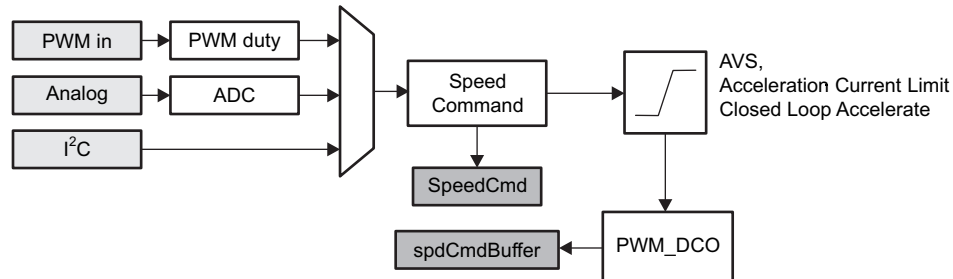 PWM in
PWM duty
Analog
ADC
I²C
Speed
Command
AVS,
Acceleration Current Limit
Closed Loop Accelerate
SpeedCmd
spdCmdBuffer
PWM_DCO